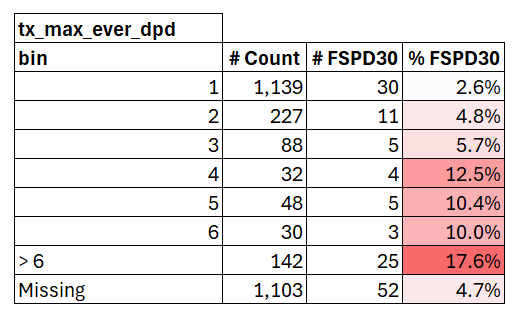 tx_max_ever_dpd
bin # Count # FSPD30 % FSPD30
1 1,139 30 2.6%
2 227 11 4.8%
3 88 5 5.7%
4 32 4 12.5%
5 48 5 10.4%
6 30 3 10.0%
> 6 142 25 17.6%
Missing 1,103 52 4.7%